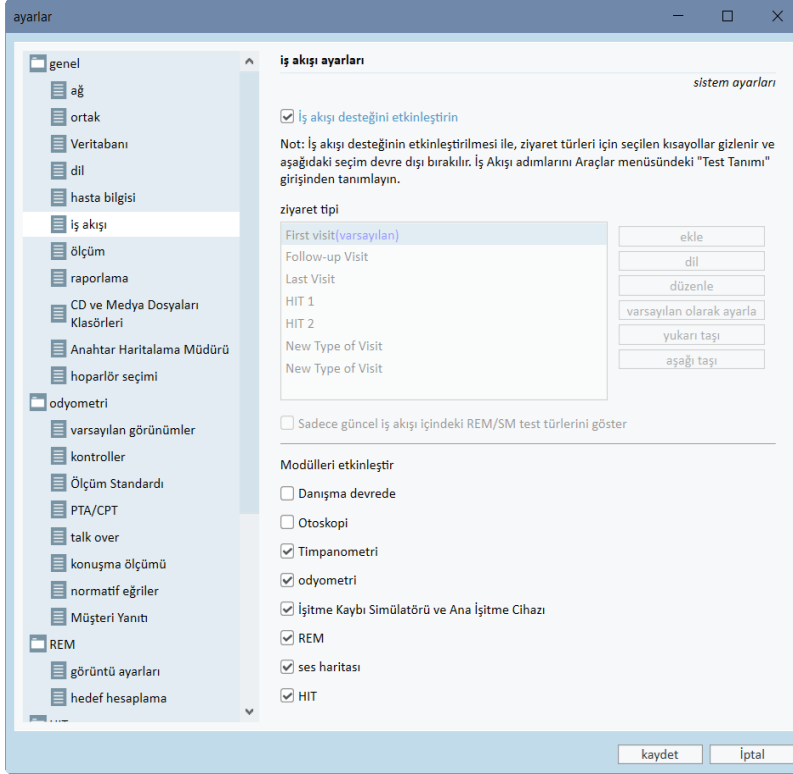 ayarlar
genel
ağ
ortak
Veritabanı
dil
hasta bilgisi
iş akışı
ölçüm
raporlama
CD ve Medya Dosyaları
Klasörleri
Anahtar Haritalama Müdürü
hoparlör seçimi
odyometri
varsayılan görünümler
kontroller
Ölçüm Standardı
PTA/CPT
talk over
konuşma ölçümü
normatif eğriler
Müşteri Yanıtı
REM
görüntü ayarları
hedef hesaplama
iş akışı ayarları
sistem ayarları
İş akışı desteğini etkinleştirin
Not: İş akışı desteğinin etkinleştirilmesi ile, ziyaret türleri için seçilen kısayollar gizlenir ve
aşağıdaki seçim devre dışı bırakılır. İş Akışı adımlarını Araçlar menüsündeki "Test Tanımı"
girişinden tanımlayın.
ziyaret tipi
First visit(varsayılan)
Follow-up Visit
Last Visit
HIT 1
HIT 2
New Type of Visit
New Type of Visit
ekle
dil
düzenle
varsayılan olarak ayarla
yukarı taşı
aşağı taşı
Sadece güncel iş akışı içindeki REM/SM test türlerini göster
Modülleri etkinleştir
Danışma devrede
Otoskopi
Timpanometri
odyometri
İşitme Kaybı Simülatörü ve Ana İşitme Cihazı
REM
ses haritası
HIT
kaydet
İptal